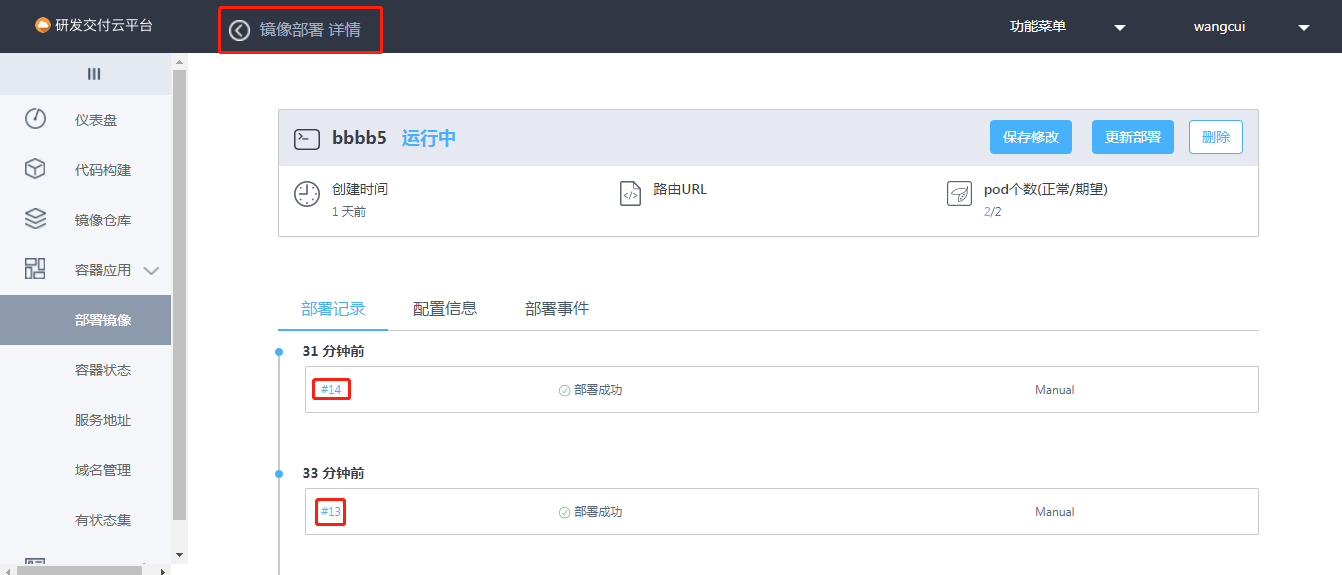 研发交付云平台
镜像部署 详情
功能菜单
wangcui
仪表盘
代码构建
镜像仓库
容器应用
部署镜像
容器状态
服务地址
域名管理
有状态集
bbbb5 运行中
保存修改
更新部署
删除
创建时间
1 天前
路由URL
pod个数(正常/期望)
2/2
部署记录
配置信息
部署事件
31 分钟前
#14
部署成功
Manual
33 分钟前
#13
部署成功
Manual